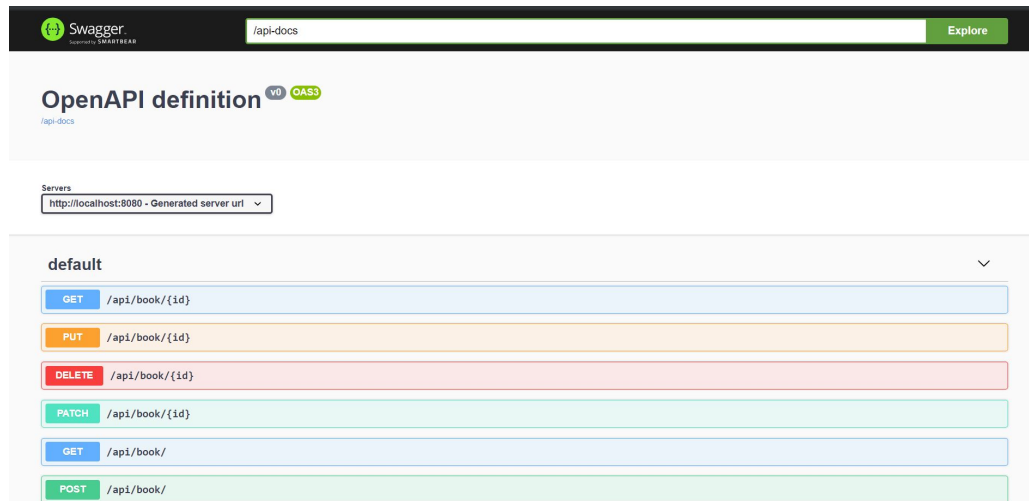 Swagger.
Supported by SMARTBEAR
/api-docs
Explore
OpenAPI definition v0 OAS3
/api-docs
Servers
http://localhost:8080 - Generated server url
default
GET /api/book/{id}
PUT /api/book/{id}
DELETE /api/book/{id}
PATCH /api/book/{id}
GET /api/book/
POST /api/book/